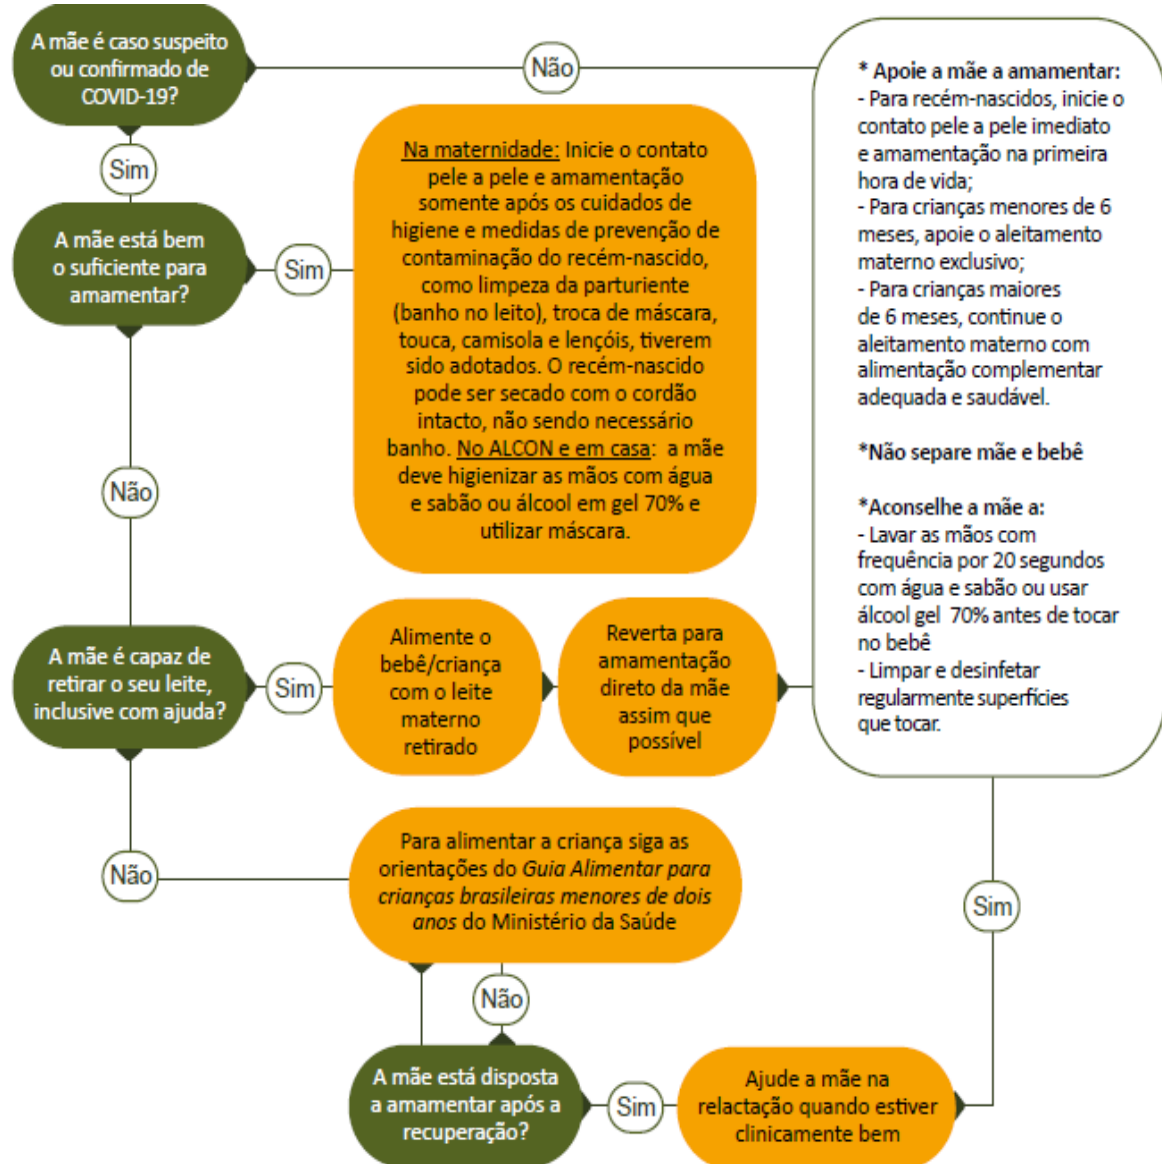 A mãe é caso suspeito
ou confirmado de
COVID-19?
Não
Sim
* Apoie a mãe a amamentar:
- Para recém-nascidos, inicie o
contato pele a pele imediato
e amamentação na primeira
hora de vida;
- Para crianças menores de 6
meses, apoie o aleitamento
materno exclusivo;
- Para crianças maiores
de 6 meses, continue o
aleitamento materno com
alimentação complementar
adequada e saudável.
*Não separe mãe e bebê
*Aconselhe a mãe a:
- Lavar as mãos com
frequência por 20 segundos
com água e sabão ou usar
álcool gel 70% antes de tocar
no bebê
- Limpar e desinfetar
regularmente superfícies
que tocar.
A mãe está bem
o suficiente para
amamentar?
Sim
Na maternidade: Inicie o contato
pele a pele e amamentação
somente após os cuidados de
higiene e medidas de prevenção de
contaminação do recém-nascido,
como limpeza da parturiente
(banho no leito), troca de máscara,
touca, camisola e lençóis, tiverem
sido adotados. O recém-nascido
pode ser secado com o cordão
intacto, não sendo necessário
banho. No ALCON e em casa: a mãe
deve higienizar as mãos com água
e sabão ou álcool em gel 70% e
utilizar máscara.
Não
A mãe é capaz de
retirar o seu leite,
inclusive com ajuda?
Sim
Alimente o
bebê/criança
com o leite
materno
retirado
Reverta para
amamentação
direto da mãe
assim que
possível
Não
Para alimentar a criança siga as
orientações do Guia Alimentar para
crianças brasileiras menores de dois
anos do Ministério da Saúde
Não
A mãe está disposta
a amamentar após a
recuperação?
Sim
Ajude a mãe na
relactação quando estiver
clinicamente bem
Sim